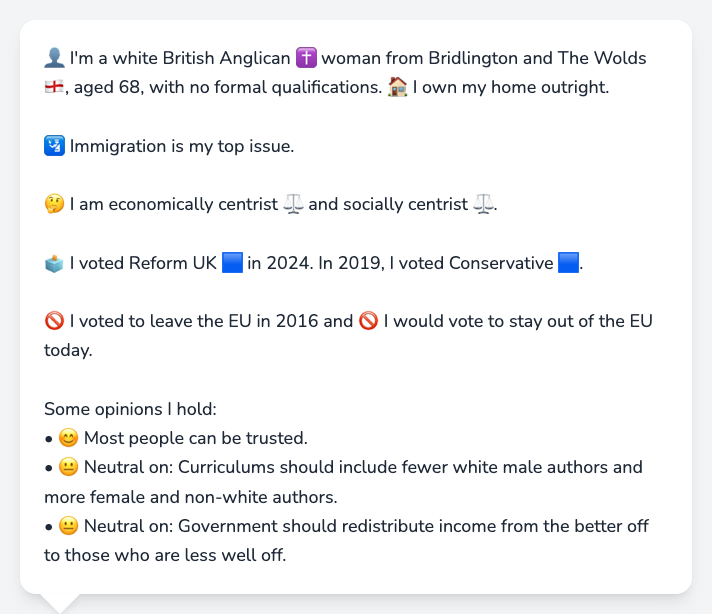 👤 I'm a white British Anglican ✝️ woman from Bridlington and The Wolds
🏴󠁧󠁢󠁥󠁮󠁧󠁿, aged 68, with no formal qualifications. 🏠 I own my home outright.
🛂 Immigration is my top issue.
🤔 I am economically centrist ⚖️ and socially centrist ⚖️.
🗳️ I voted Reform UK 🟦 in 2024. In 2019, I voted Conservative 🟦.
🚫 I voted to leave the EU in 2016 and 🚫 I would vote to stay out of the EU
today.
Some opinions I hold:
• 😊 Most people can be trusted.
• 😐 Neutral on: Curriculums should include fewer white male authors and
more female and non-white authors.
• 😐 Neutral on: Government should redistribute income from the better off
to those who are less well off.